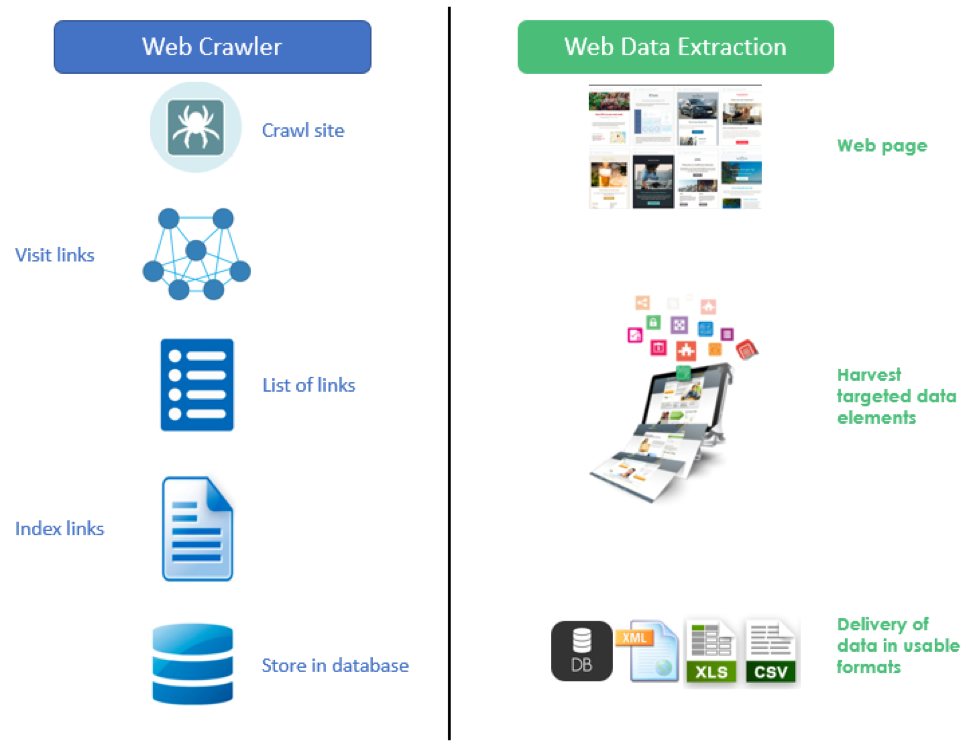 Web Crawler
Crawl site
Visit links
List of links
Index links
Store in database
Web Data Extraction
Web page
Harvest
targeted data
elements
DB
XML
XLS
CSV
Delivery of
data in usable
formats